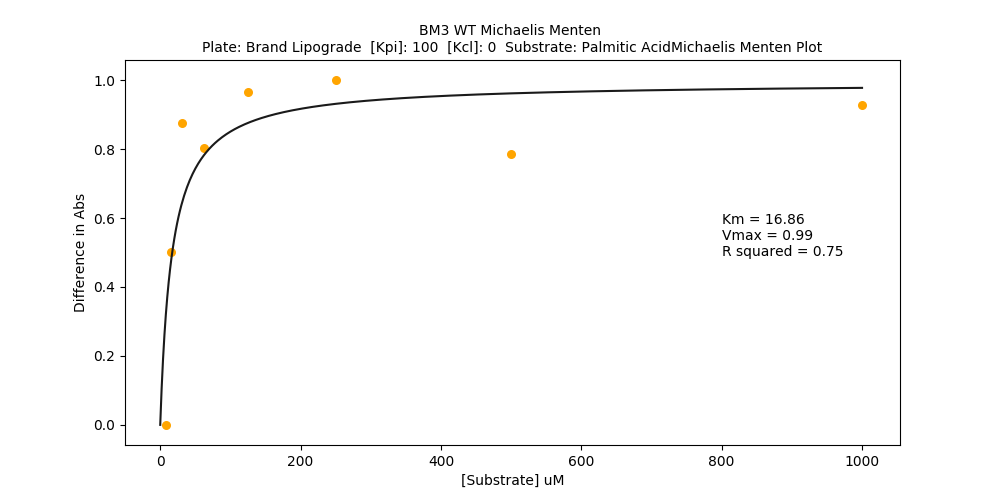 BM3 WT Michaelis Menten
Plate: Brand Lipograde  [Kpi]: 100  [Kcl]: 0  Substrate: Palmitic AcidMichaelis Menten Plot
1.0
0.8
0.6
0.4
0.2
0.0
Difference in Abs
Km = 16.86
Vmax = 0.99
R squared = 0.75
0 200 400 600 800 1000
[Substrate] uM